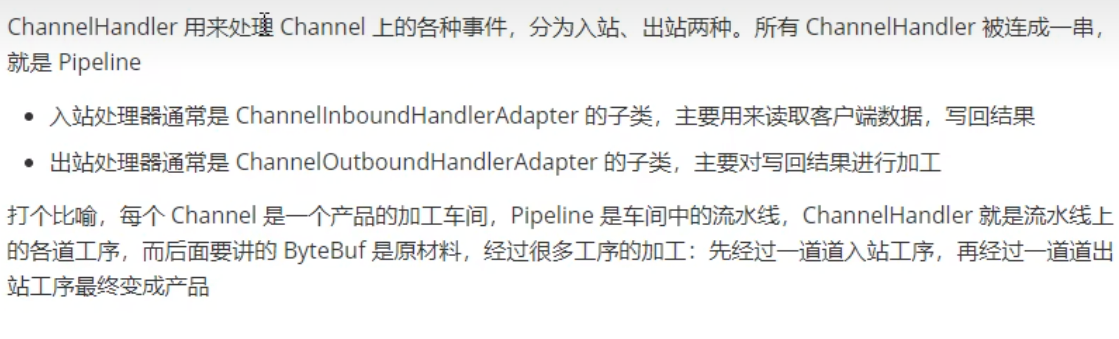 ChannelHandler 用来处理 Channel 上的各种事件，分为入站、出站两种。所有 ChannelHandler 被连成一串，
就是 Pipeline
• 入站处理器通常是 ChannelInboundHandlerAdapter 的子类，主要用来读取客户端数据，写回结果
• 出站处理器通常是 ChannelOutboundHandlerAdapter 的子类，主要对写回结果进行加工
打个比喻，每个 Channel 是一个产品的加工车间，Pipeline 是车间中的流水线，ChannelHandler 就是流水线上
的各道工序，而后面要讲的 ByteBuf 是原材料，经过很多工序的加工：先经过一道道入站工序，再经过一道道出
站工序最终变成产品